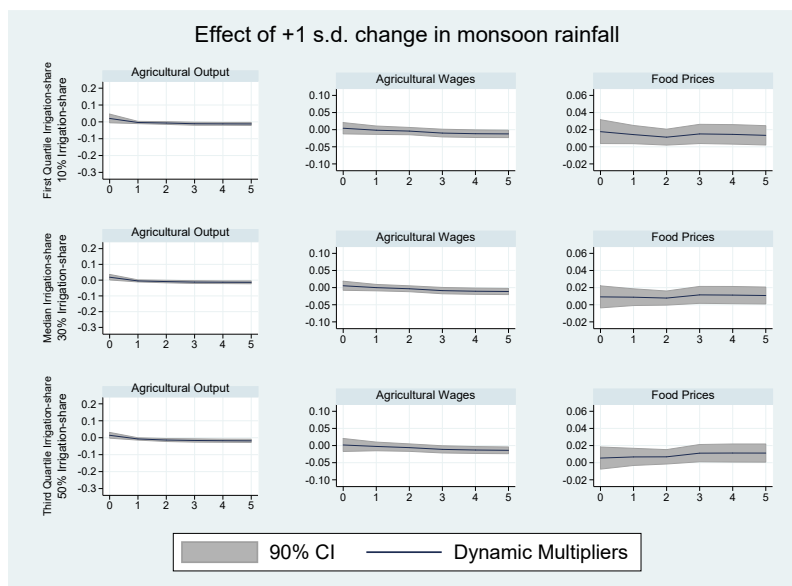 Effect of +1 s.d. change in monsoon rainfall
First Quartile Irrigation-share
10% Irrigation-share
Agricultural Output
0.2
0.1
0.0
-0.1
-0.2
-0.3
0 1 2 3 4 5
Agricultural Wages
0.10
0.05
0.00
-0.05
-0.10
0 1 2 3 4 5
Food Prices
0.06
0.04
0.02
0.00
-0.02
0 1 2 3 4 5
Median Irrigation-share
30% Irrigation-share
Agricultural Output
0.2
0.1
0.0
-0.1
-0.2
-0.3
0 1 2 3 4 5
Agricultural Wages
0.10
0.05
0.00
-0.05
-0.10
0 1 2 3 4 5
Food Prices
0.06
0.04
0.02
0.00
-0.02
0 1 2 3 4 5
Third Quartile Irrigation-share
50% Irrigation-share
Agricultural Output
0.2
0.1
0.0
-0.1
-0.2
-0.3
0 1 2 3 4 5
Agricultural Wages
0.10
0.05
0.00
-0.05
-0.10
0 1 2 3 4 5
Food Prices
0.06
0.04
0.02
0.00
-0.02
0 1 2 3 4 5
90% CI Dynamic Multipliers